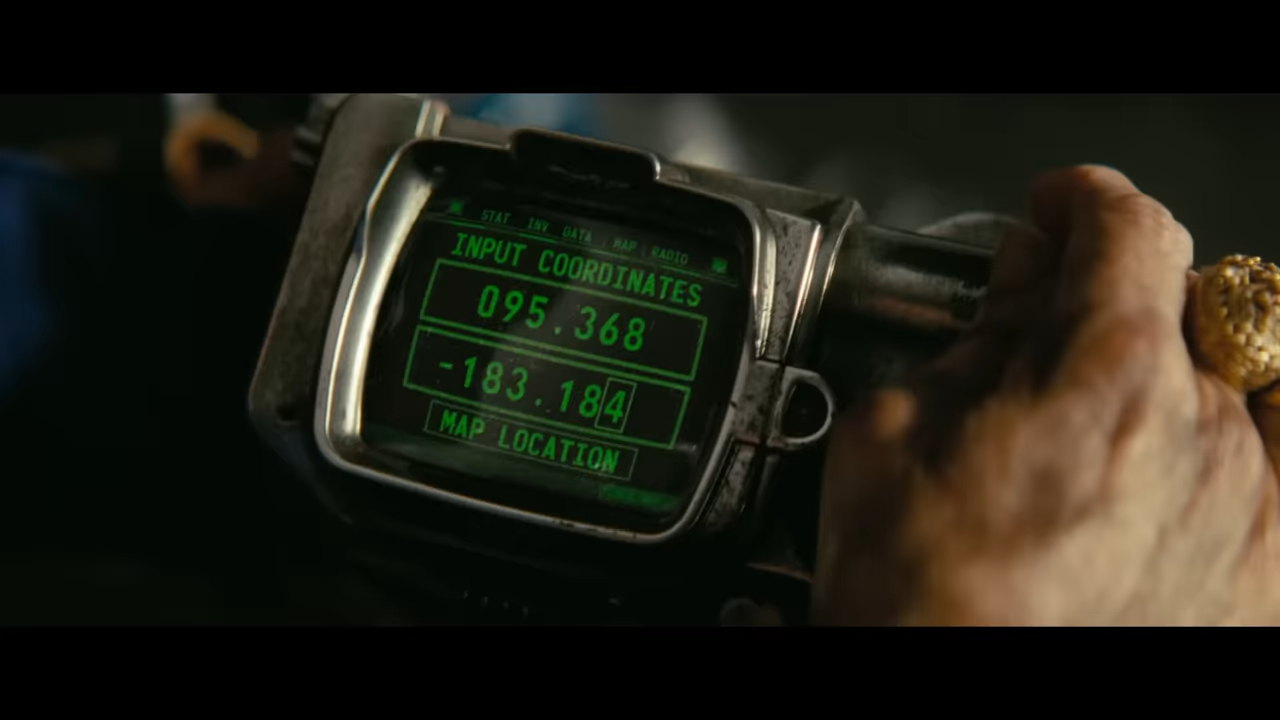 STAT INV DATA MAP RADIO
INPUT COORDINATES
095.368
-183.184
MAP LOCATION